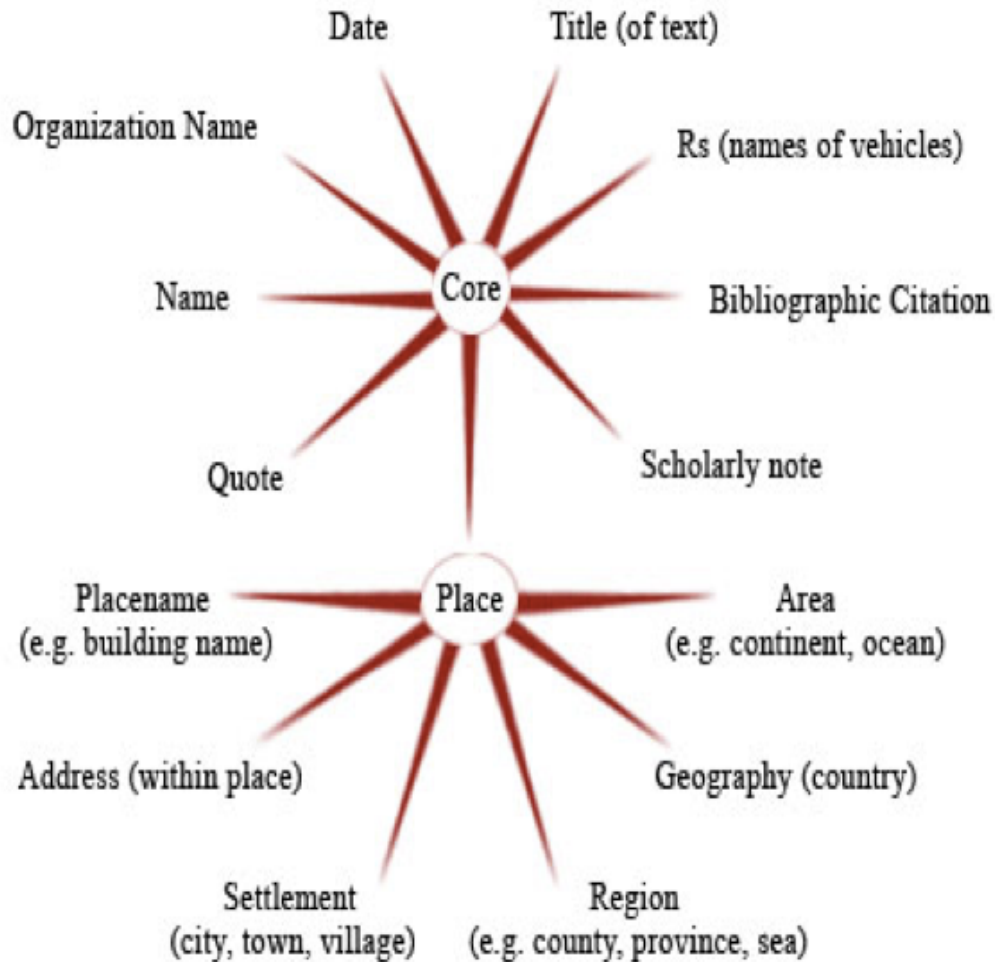 Date
Title (of text)
Organization Name
Rs (names of vehicles)
Core
Name
Bibliographic Citation
Quote
Scholarly note
Placename
(e.g. building name)
Place
Area
(e.g. continent, ocean)
Address (within place)
Geography (country)
Settlement
(city, town, village)
Region
(e.g. county, province, sea)